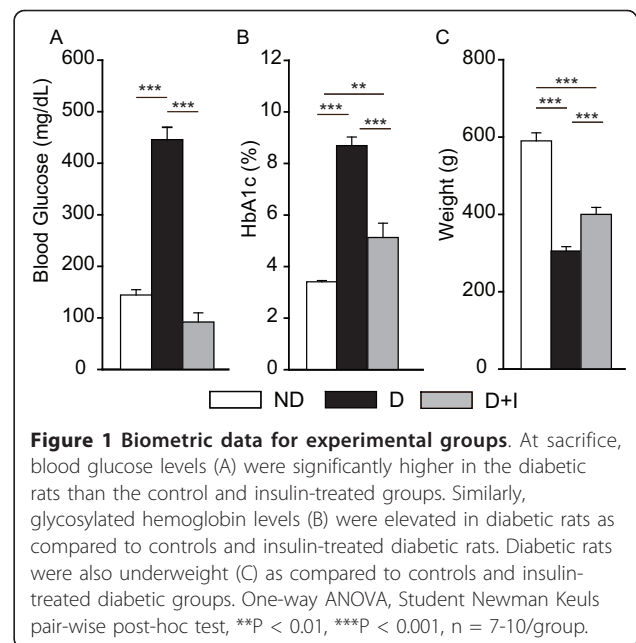 A
B
C
600
500
400
300
200
100
0
Blood Glucose (mg/dL)
***
***
12
10
8
6
4
2
0
HbA1c (%)
**
***
***
800
600
400
200
0
Weight (g)
***
***
***
ND D D+I
Figure 1 Biometric data for experimental groups. At sacrifice,
blood glucose levels (A) were significantly higher in the diabetic
rats than the control and insulin-treated groups. Similarly,
glycosylated hemoglobin levels (B) were elevated in diabetic rats as
compared to controls and insulin-treated diabetic rats. Diabetic rats
were also underweight (C) as compared to controls and insulin-
treated diabetic groups. One-way ANOVA, Student Newman Keuls
pair-wise post-hoc test, **P < 0.01, ***P < 0.001, n = 7-10/group.